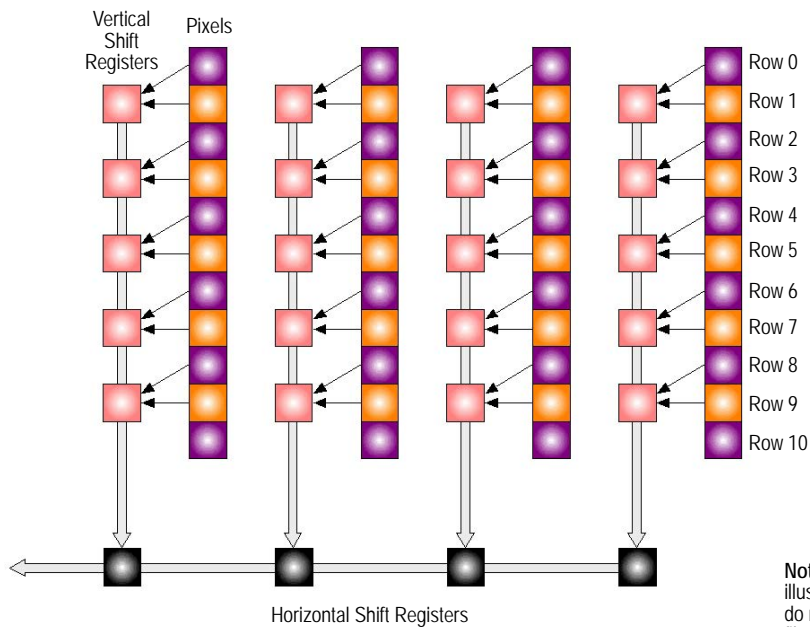 Vertical
Shift
Registers
Pixels
Row 0
Row 1
Row 2
Row 3
Row 4
Row 5
Row 6
Row 7
Row 8
Row 9
Row 10
Horizontal Shift Registers